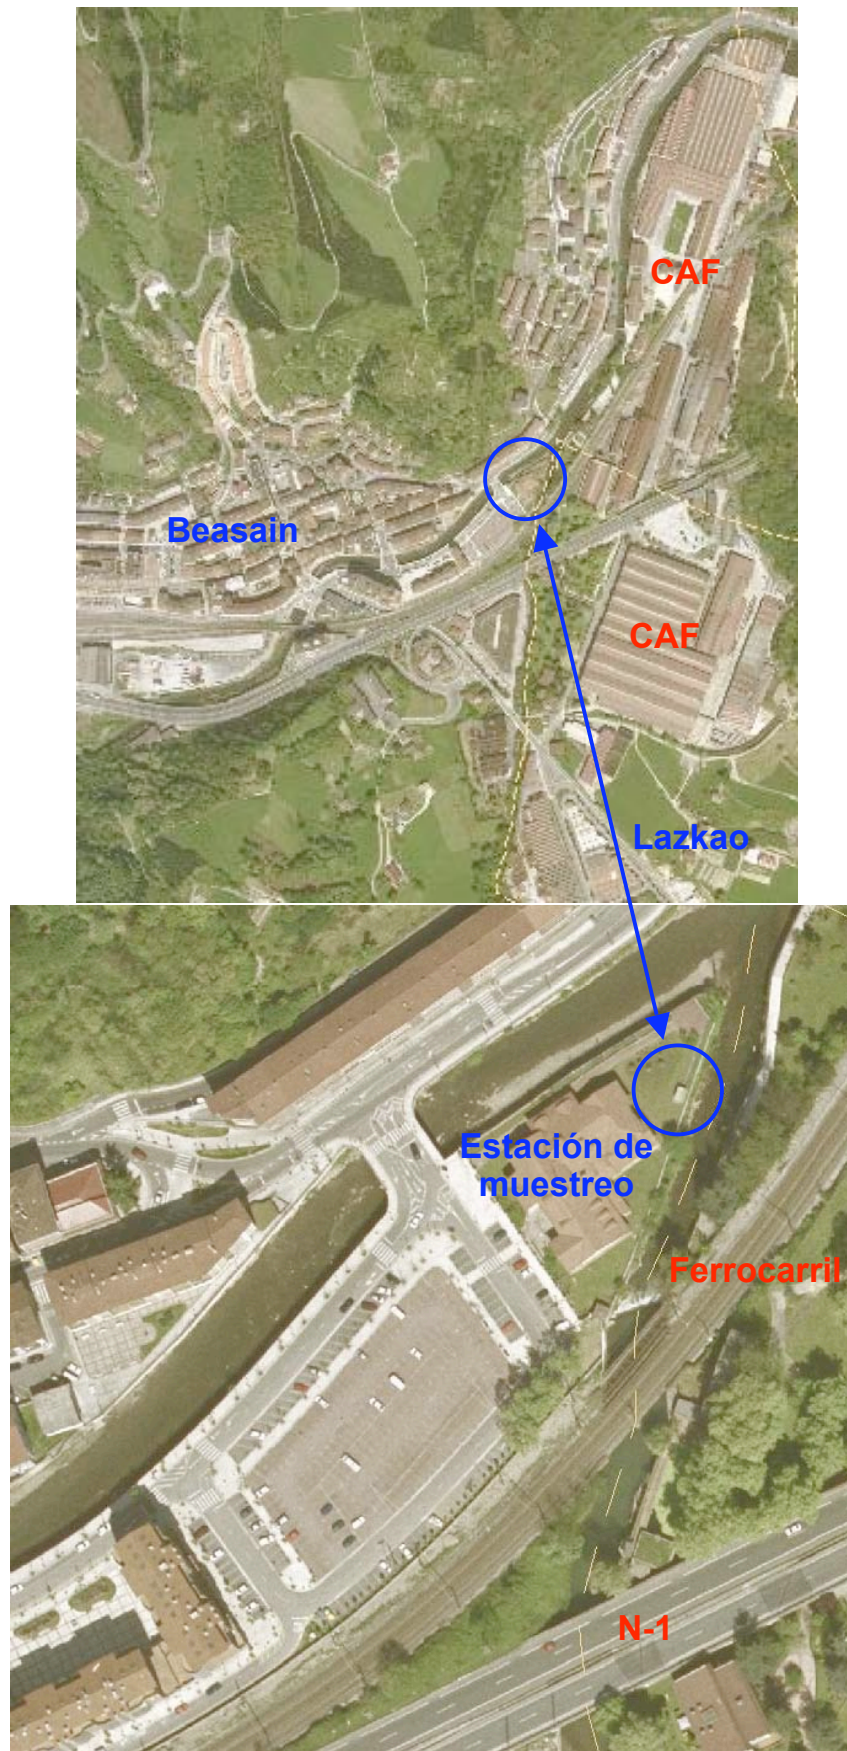 CAF
Beasain
CAF
Lazkao
Estación de
muestreo
Ferrocarril
N-1